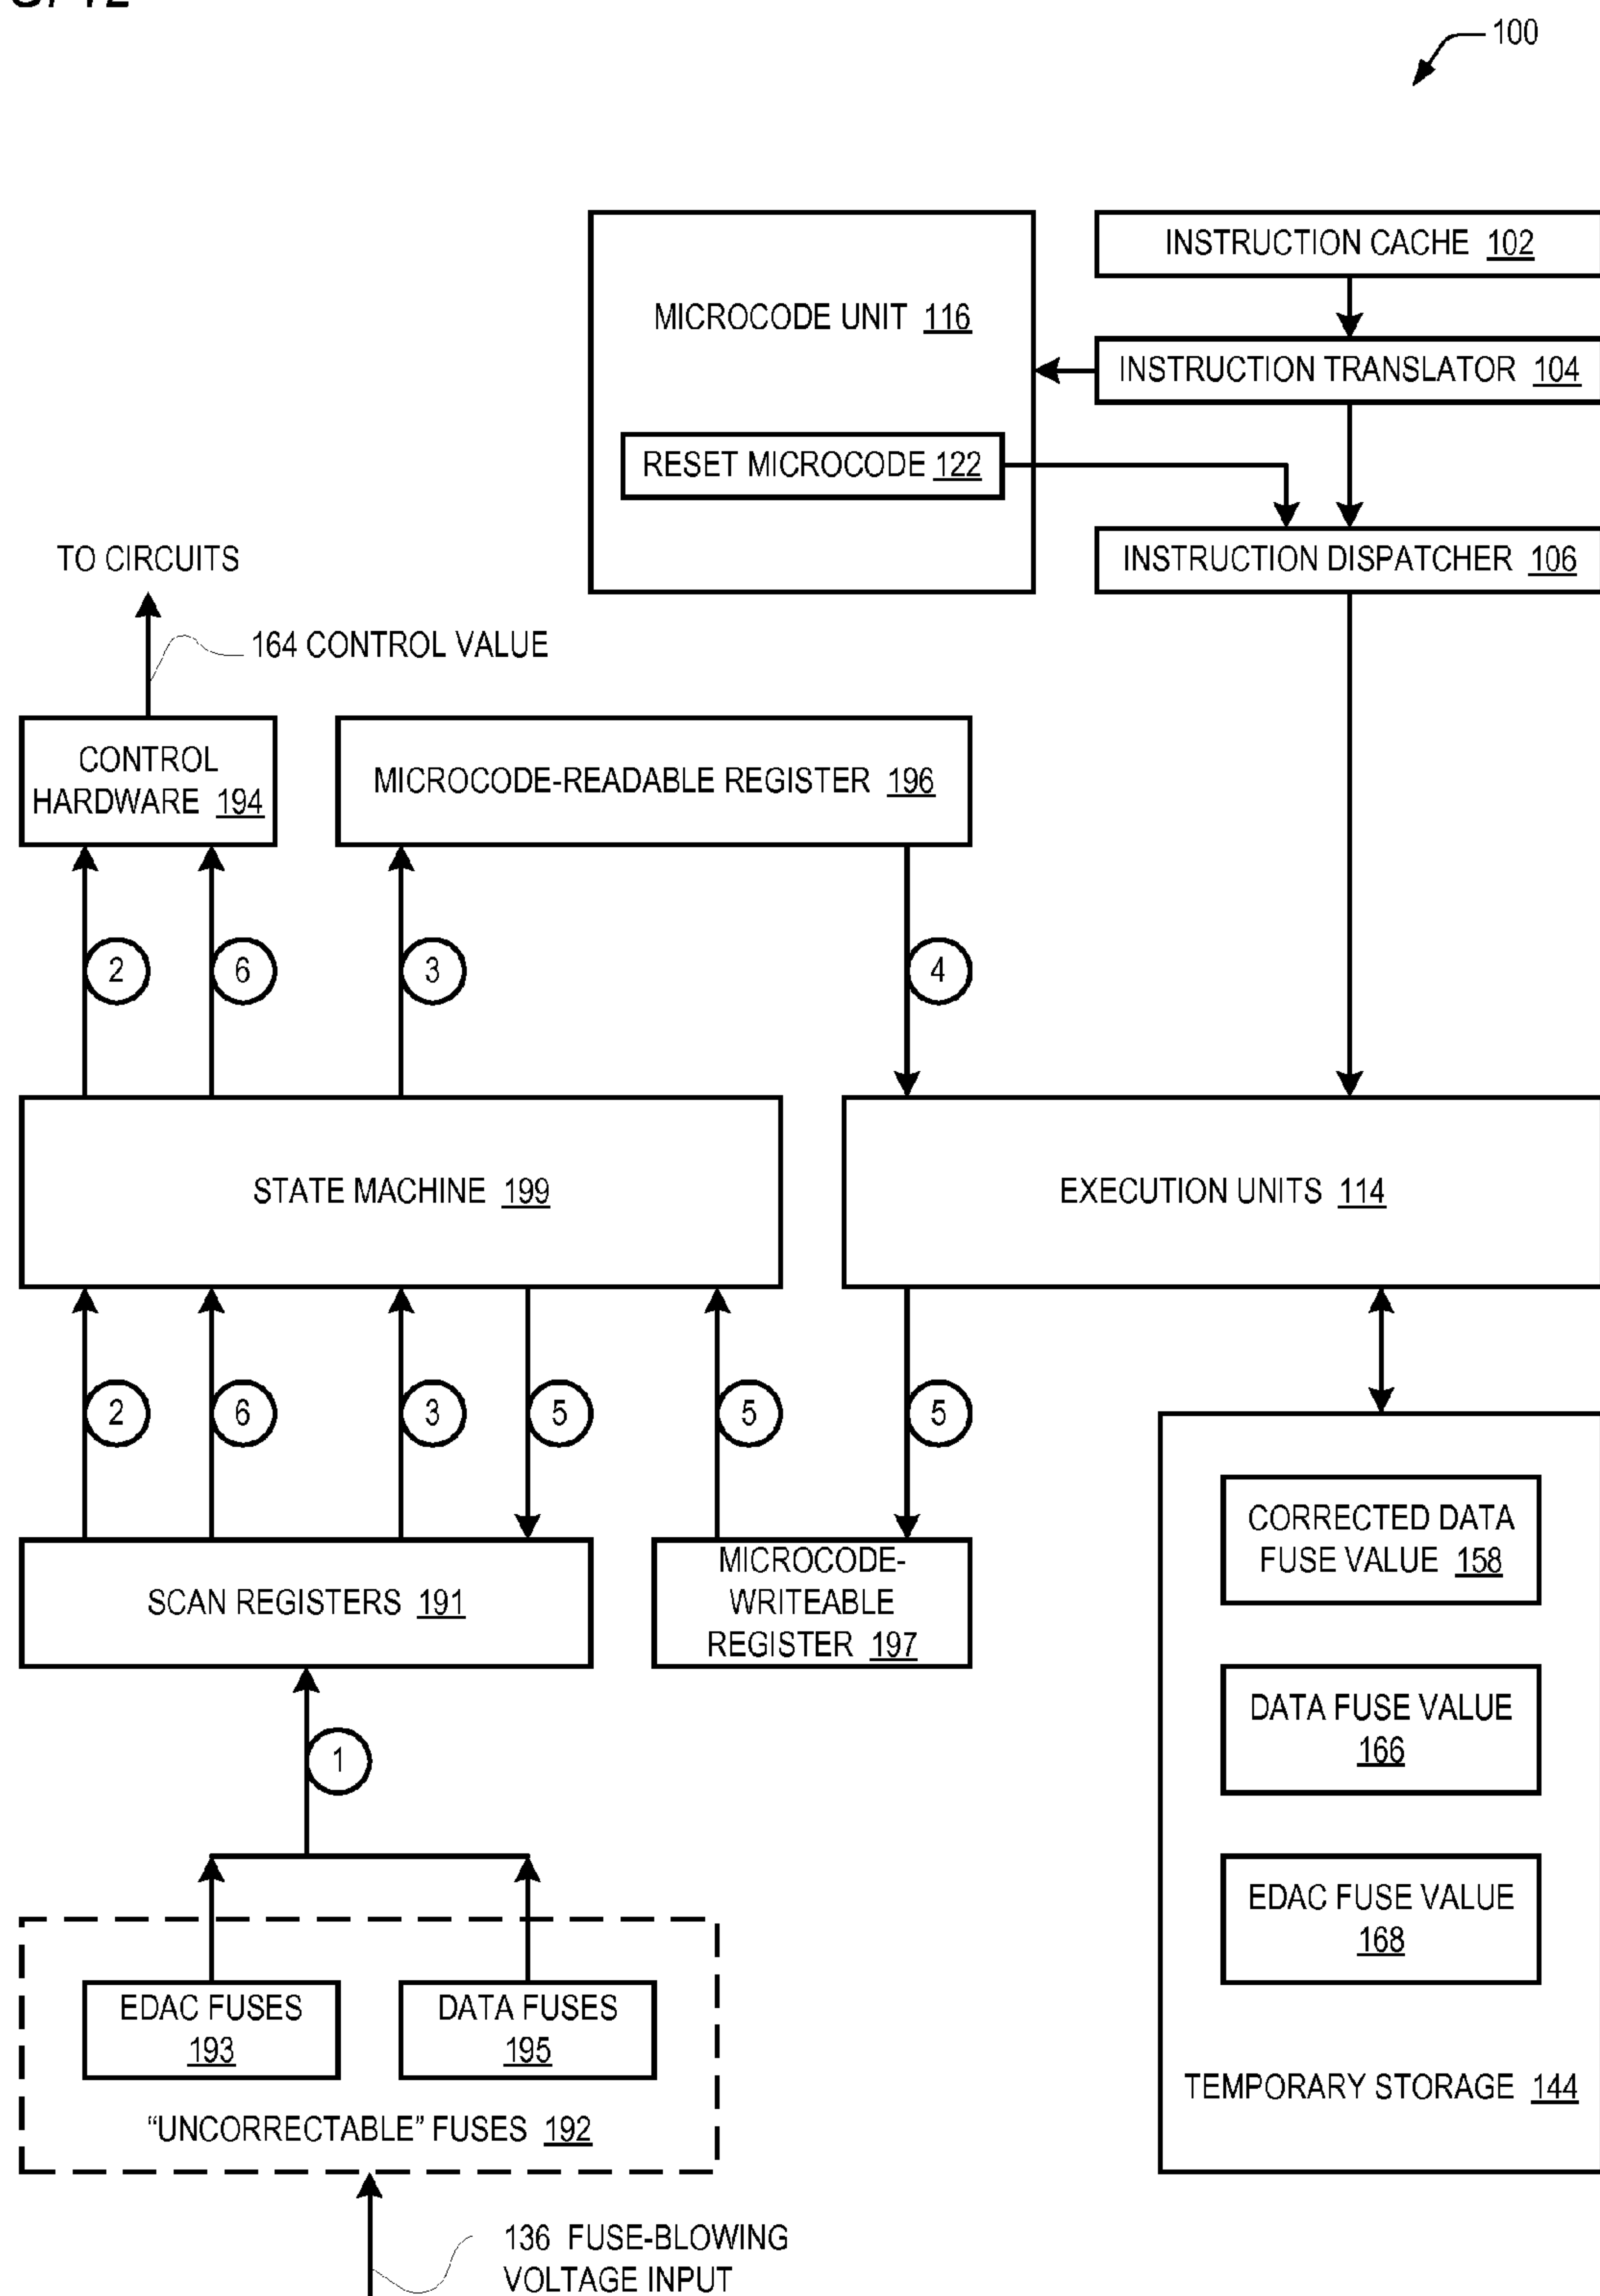 100
INSTRUCTION CACHE 102
MICROCODE UNIT 116
INSTRUCTION TRANSLATOR 104
RESET MICROCODE 122
INSTRUCTION DISPATCHER 106
TO CIRCUITS
164 CONTROL VALUE
CONTROL
HARDWARE 194
MICROCODE-READABLE REGISTER 196
2
6
3
4
STATE MACHINE 199
EXECUTION UNITS 114
2
6
3
5
5
5
CORRECTED DATA
FUSE VALUE 158
SCAN REGISTERS 191
MICROCODE-
WRITEABLE
REGISTER 197
DATA FUSE VALUE
166
1
EDAC FUSE VALUE
168
EDAC FUSES
193
DATA FUSES
195
TEMPORARY STORAGE 144
“UNCORRECTABLE” FUSES 192
136 FUSE-BLOWING
VOLTAGE INPUT